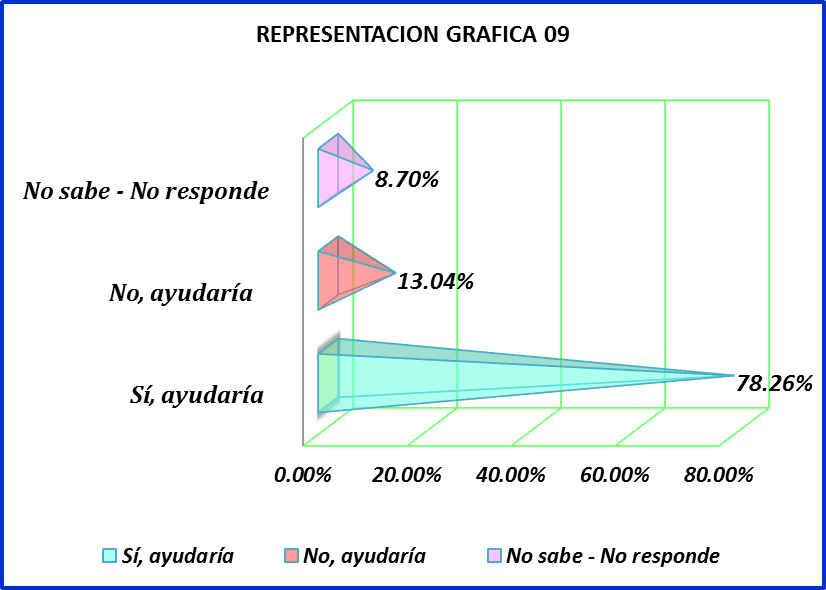 REPRESENTACION GRAFICA 09
No sabe - No responde
8.70%
No, ayudaría
13.04%
Sí, ayudaría
78.26%
0.00% 20.00% 40.00% 60.00% 80.00%
Sí, ayudaría No, ayudaría No sabe - No responde